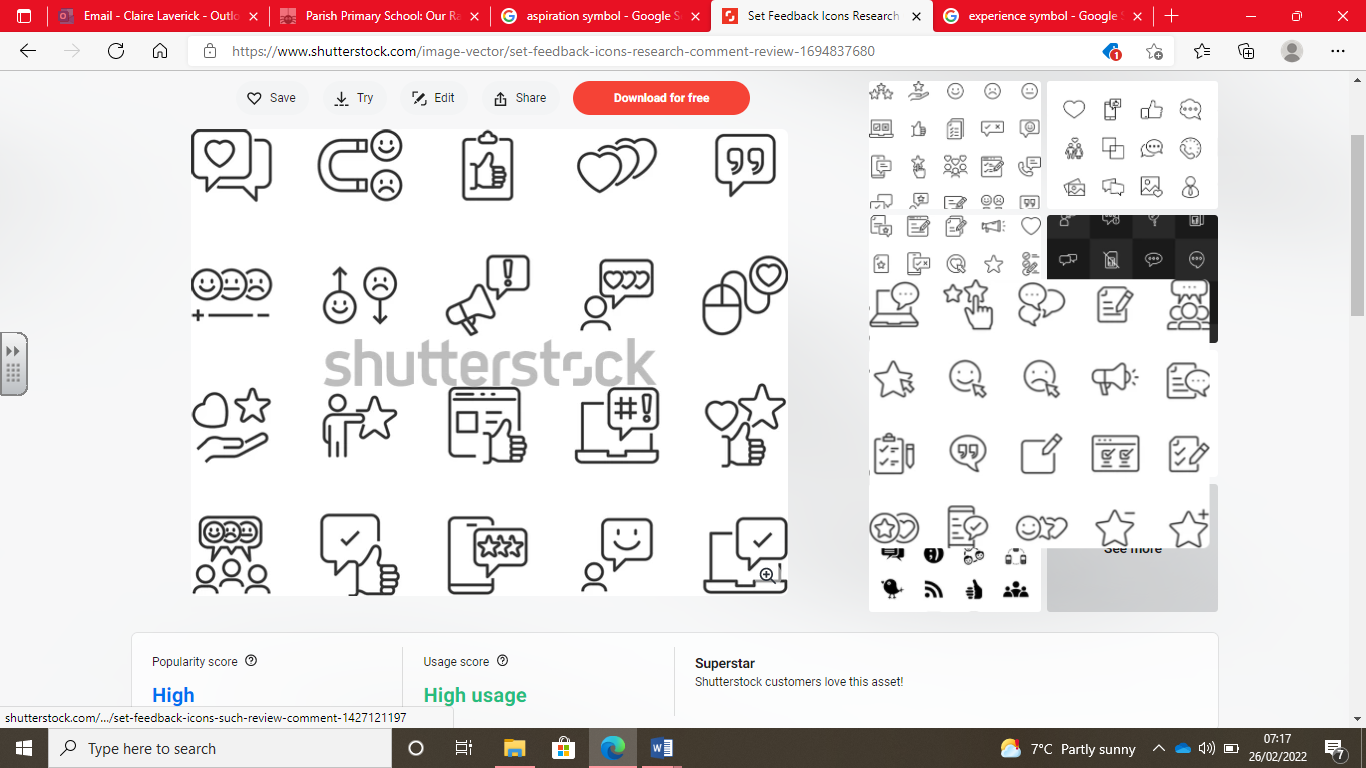 Email - Claire Laverick - Outlo
Parish Primary School: Our Ra
aspiration symbol - Google S
Set Feedback Icons Research
experience symbol - Google S
https://www.shutterstock.com/image-vector/set-feedback-icons-research-comment-review-1694837680
1
Save
Try
Edit
Share
Download for free
shutterstock
#!
See more
Popularity score
High
Usage score
High usage
Superstar
Shutterstock customers love this asset!
shutterstock.com/.../set-feedback-icons-such-review-comment-1427121197
Type here to search
7°C Partly sunny
07:17
26/02/2022
7